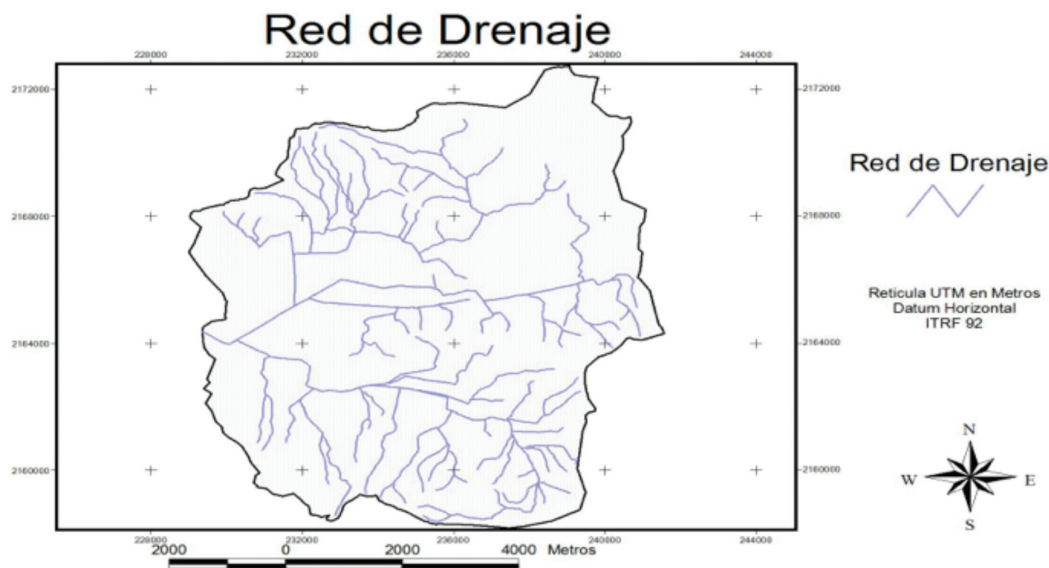 Red de Drenaje
228000 232000 236000 240000 244000
2172000 2172000
Red de Drenaje
2168000 2168000
Reticula UTM en Metros
Datum Horizontal
ITRF 92
2164000 2164000
N
2160000 2160000
W E
S
228000 232000 236000 240000 244000
2000 0 2000 4000 Metros